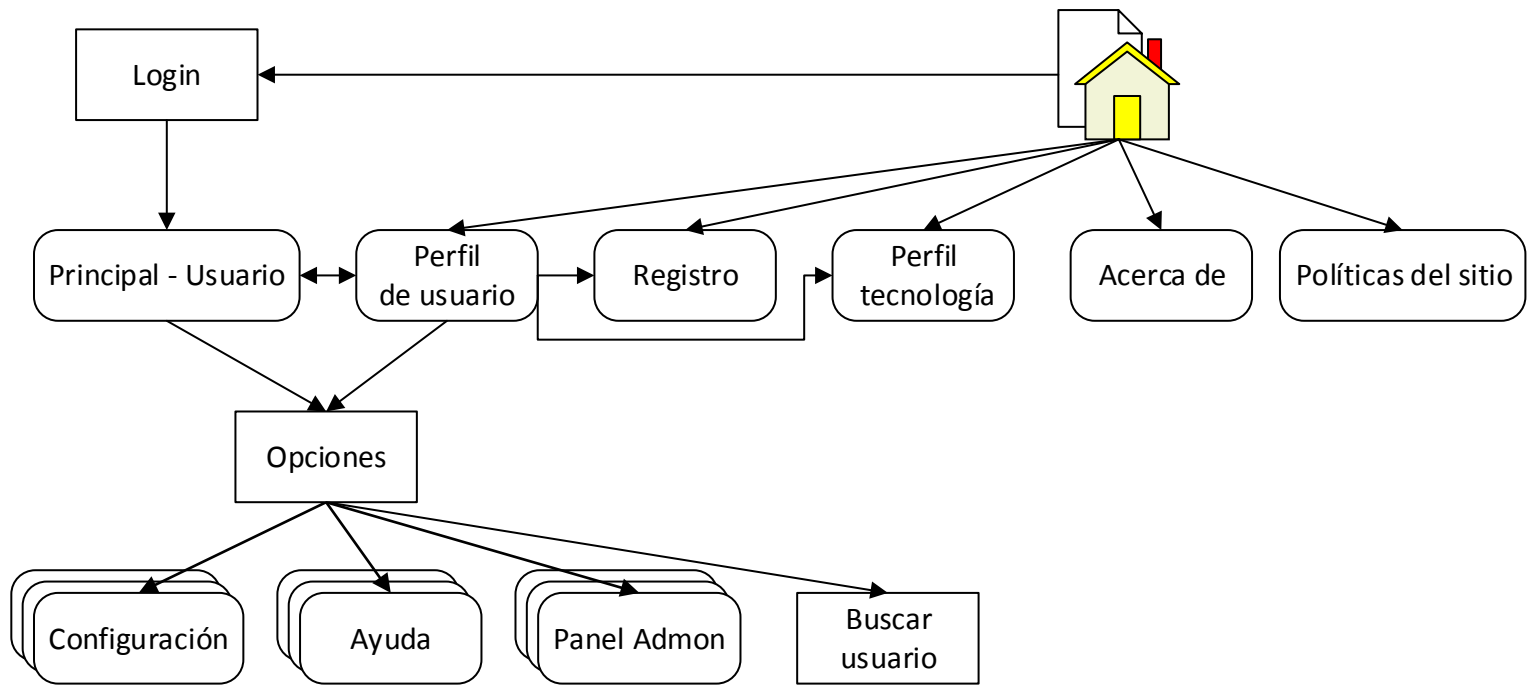 Login
Principal - Usuario
Perfil
de usuario
Registro
Perfil
tecnología
Acerca de
Políticas del sitio
Opciones
Configuración
Ayuda
Panel Admon
Buscar
usuario